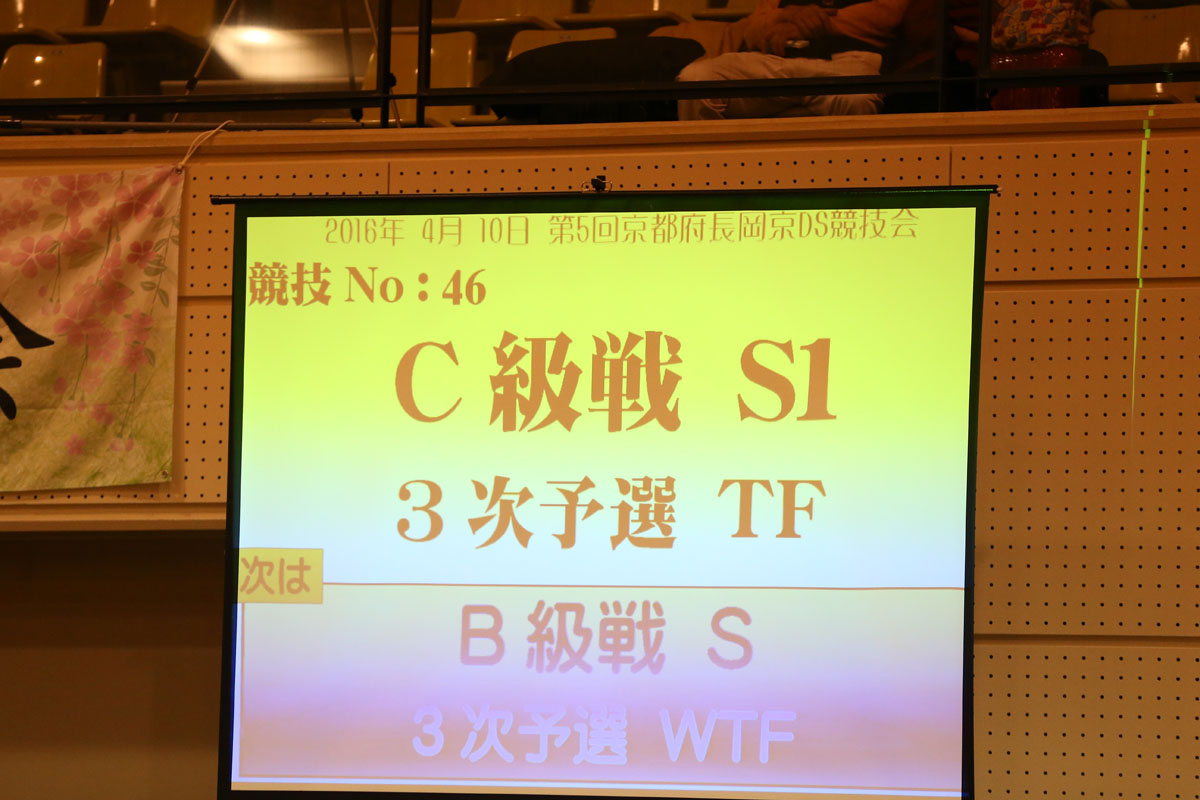 2016年 4月 10日 第5回京都府長岡京DS競技会
競技 No : 46
C 級戦 S1
3 次予選 TF
次は
B 級戦 S
3 次予選 WTF